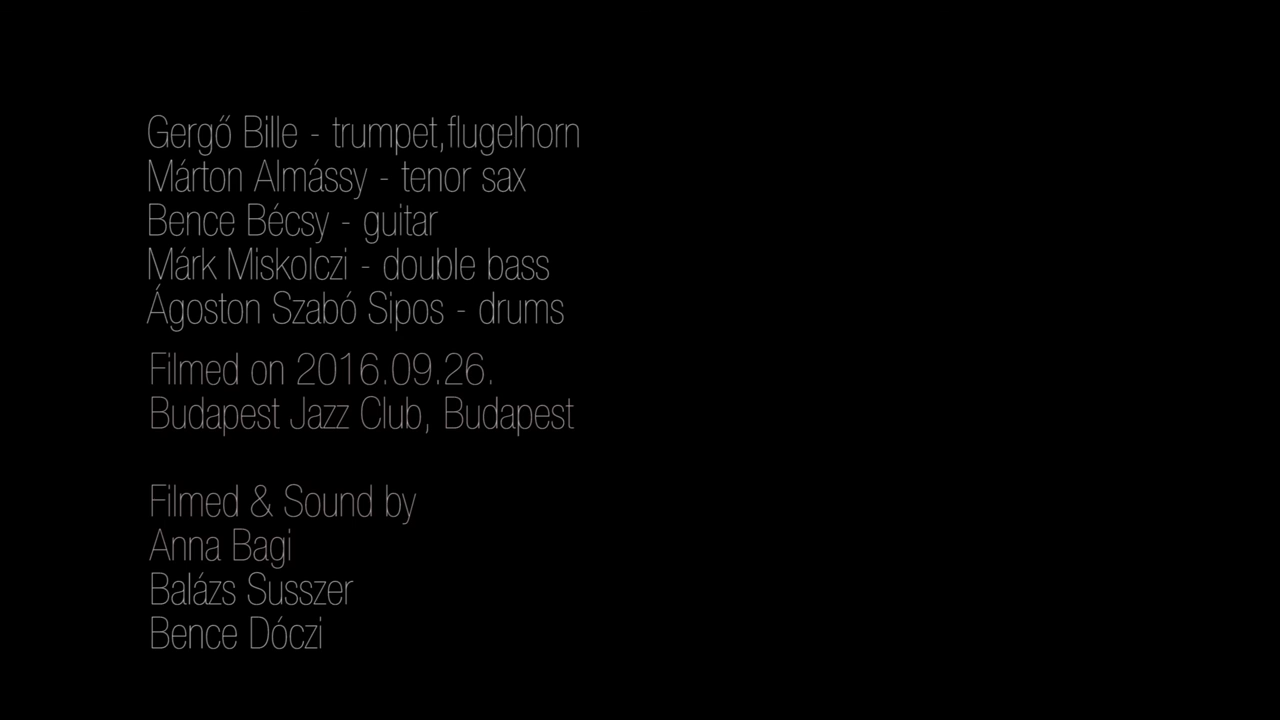 Gergő Bille - trumpet,flugelhorn
Márton Almássy - tenor sax
Bence Bécsy - guitar
Márk Miskolczi - double bass
Ágoston Szabó Sipos - drums
Filmed on 2016.09.26.
Budapest Jazz Club, Budapest
Filmed & Sound by
Anna Bagi
Balázs Susszer
Bence Dóczi